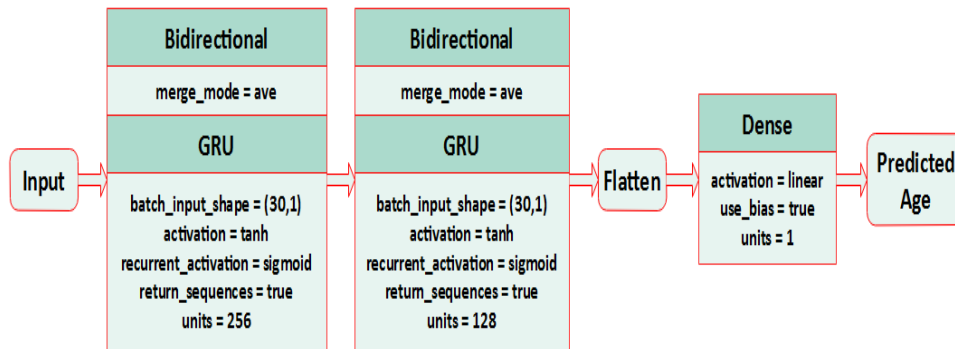 Input
Bidirectional
merge_mode = ave
GRU
batch_input_shape = (30,1)
activation = tanh
recurrent_activation = sigmoid
return_sequences = true
units = 256
Bidirectional
merge_mode = ave
GRU
batch_input_shape = (30,1)
activation = tanh
recurrent_activation = sigmoid
return_sequences = true
units = 128
Flatten
Dense
activation = linear
use_bias = true
units = 1
Predicted
Age